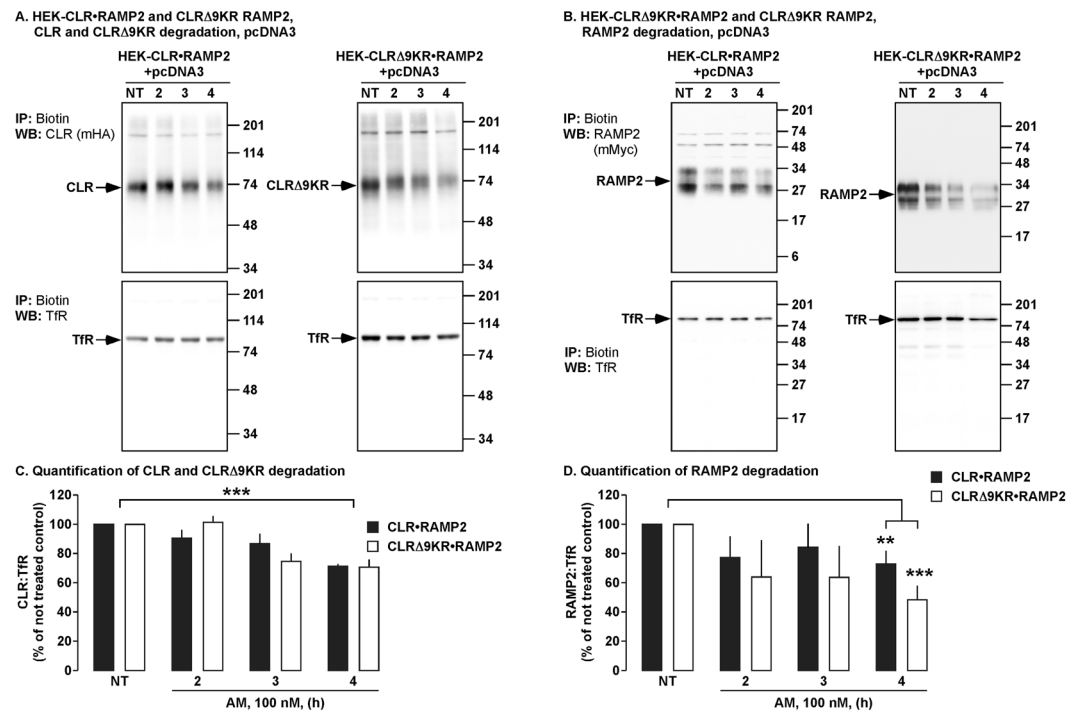 A. HEK-CLR•RAMP2 and CLRΔ9KR RAMP2,
CLR and CLRΔ9KR degradation, pcDNA3
HEK-CLR•RAMP2
+pcDNA3
NT 2 3 4
IP: Biotin
WB: CLR (mHA)
CLR
201
114
74
48
34
HEK-CLRΔ9KR•RAMP2
+pcDNA3
NT 2 3 4
CLRΔ9KR
201
114
74
48
34
IP: Biotin
WB: TfR
TfR
201
114
74
48
34
TfR
201
114
74
48
34
B. HEK-CLRΔ9KR•RAMP2 and CLRΔ9KR RAMP2,
RAMP2 degradation, pcDNA3
HEK-CLR•RAMP2
+pcDNA3
NT 2 3 4
IP: Biotin
WB: RAMP2
(mMyc)
RAMP2
201
74
48
34
27
17
6
HEK-CLRΔ9KR•RAMP2
+pcDNA3
NT 2 3 4
RAMP2
201
74
48
34
27
17
TfR
IP: Biotin
WB: TfR
201
74
48
34
27
17
TfR
201
74
48
34
27
17
C. Quantification of CLR and CLRΔ9KR degradation
CLR:TfR
(% of not treated control)
120
100
80
60
40
20
0
***
CLR•RAMP2
CLRΔ9KR•RAMP2
NT 2 3 4
AM, 100 nM, (h)
D. Quantification of RAMP2 degradation
CLR•RAMP2
CLRΔ9KR•RAMP2
RAMP2:TfR
(% of not treated control)
120
100
80
60
40
20
0
**
***
NT 2 3 4
AM, 100 nM, (h)